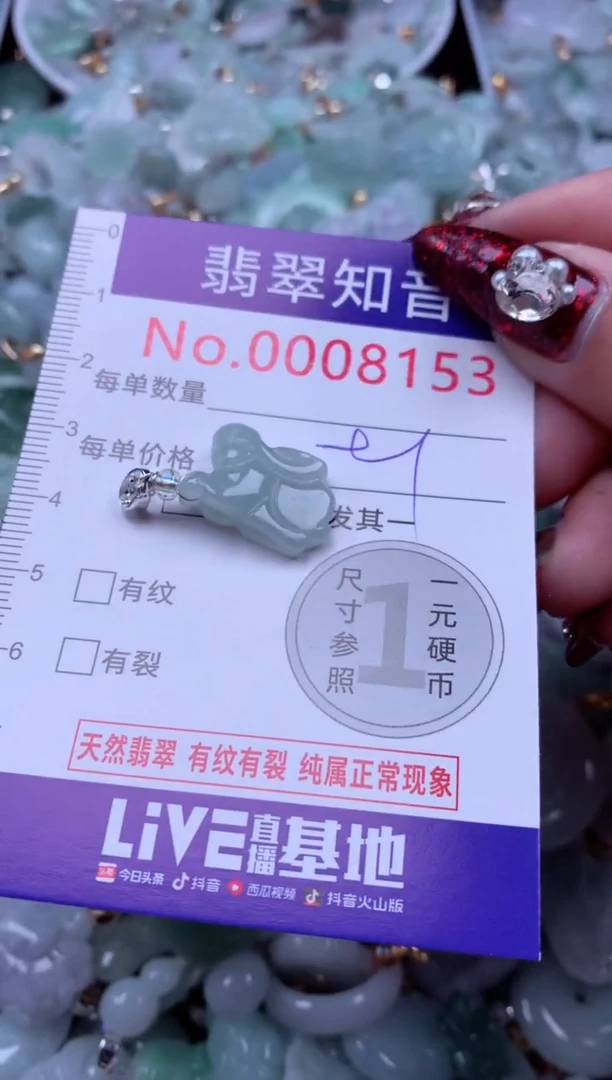 0
1
2
3
4
5
6
翡翠知音
No.0008153
每单数量
每单价格
发其一
有纹
有裂
尺寸参照
1
一元硬币
天然翡翠 有纹有裂 纯属正常现象
LiVE直播基地
头条 今日头条 抖音 西瓜视频 抖音火山版